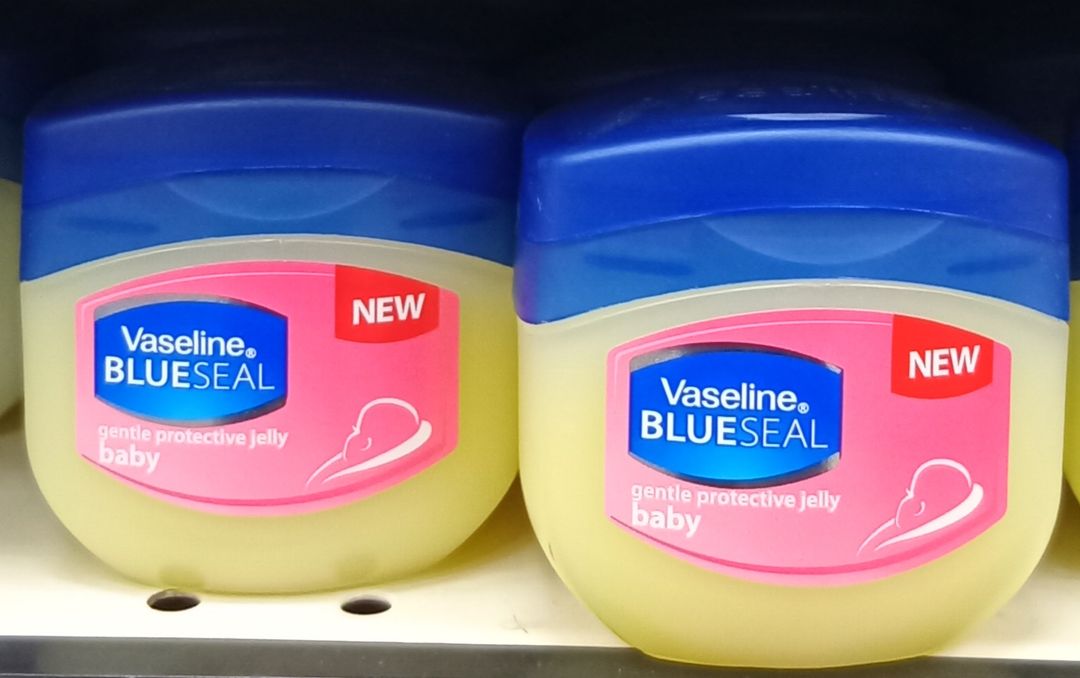 NEW
Vaseline®
BLUESEAL
gentle protective jelly
baby
NEW
Vaseline®
BLUESEAL
gentle protective jelly
baby